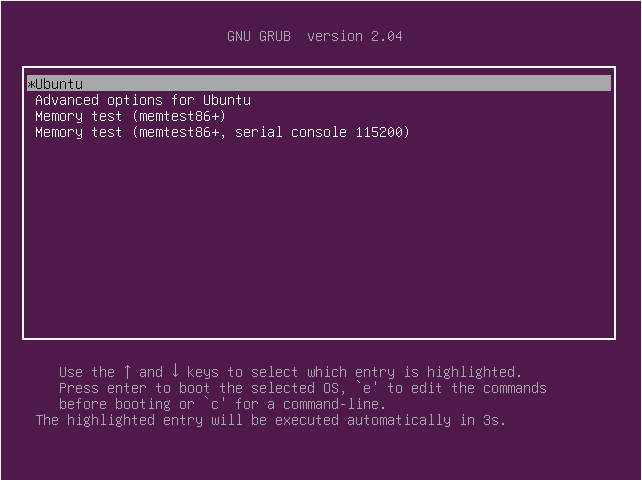 GNU GRUB  version 2.04
*Ubuntu
Advanced options for Ubuntu
Memory test (memtest86+)
Memory test (memtest86+, serial console 115200)
Use the ↑ and ↓ keys to select which entry is highlighted.
Press enter to boot the selected OS, `e' to edit the commands
before booting or `c' for a command-line.
The highlighted entry will be executed automatically in 3s.